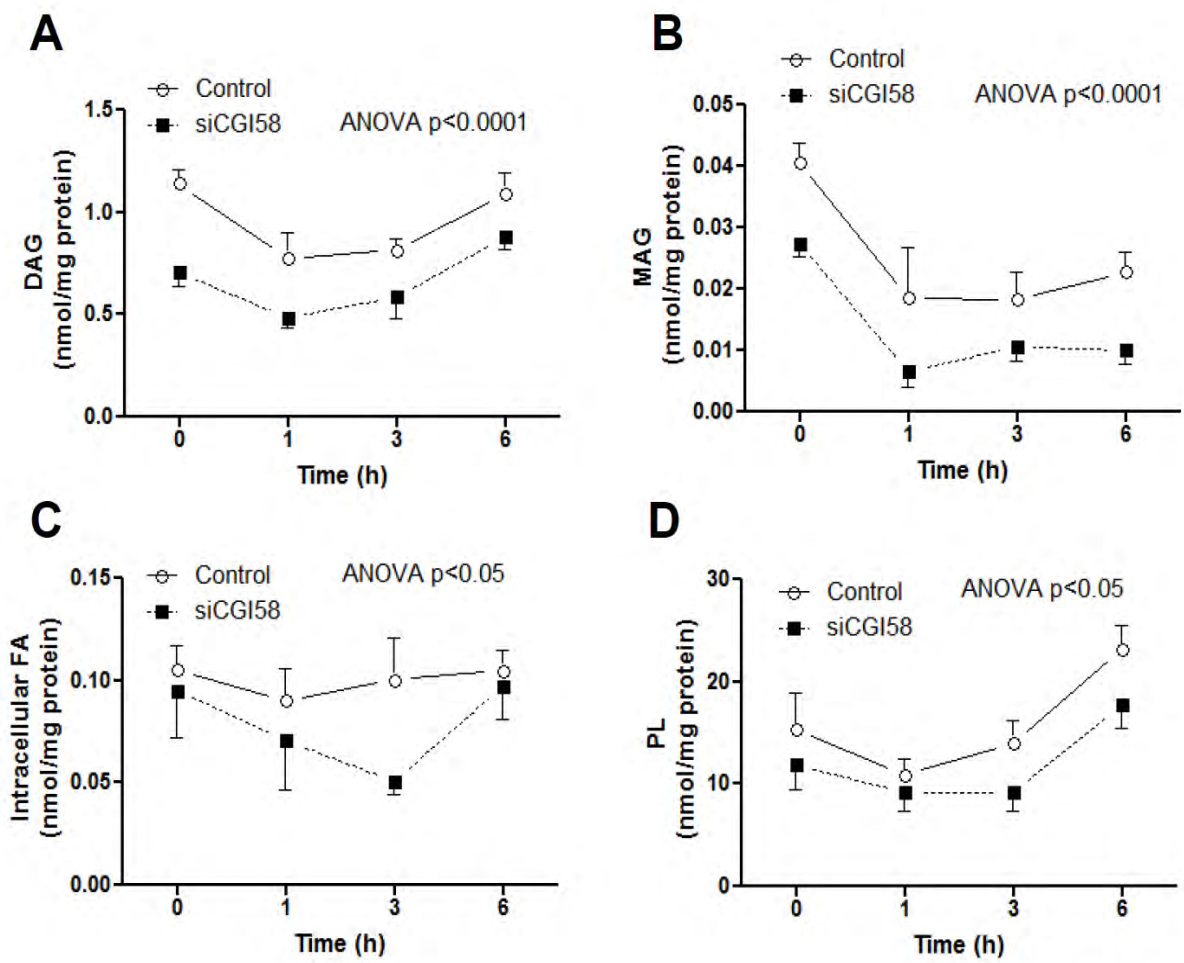 A
Control
siCGI58
ANOVA p<0.0001
1.5
1.0
0.5
0.0
DAG
(nmol/mg protein)
0 1 3 6
Time (h)
B
Control
siCGI58
ANOVA p<0.0001
0.05
0.04
0.03
0.02
0.01
0.00
MAG
(nmol/mg protein)
0 1 3 6
Time (h)
C
Control
siCGI58
ANOVA p<0.05
0.15
0.10
0.05
0.00
Intracellular FA
(nmol/mg protein)
0 1 3 6
Time (h)
D
Control
siCGI58
ANOVA p<0.05
30
20
10
0
PL
(nmol/mg protein)
0 1 3 6
Time (h)